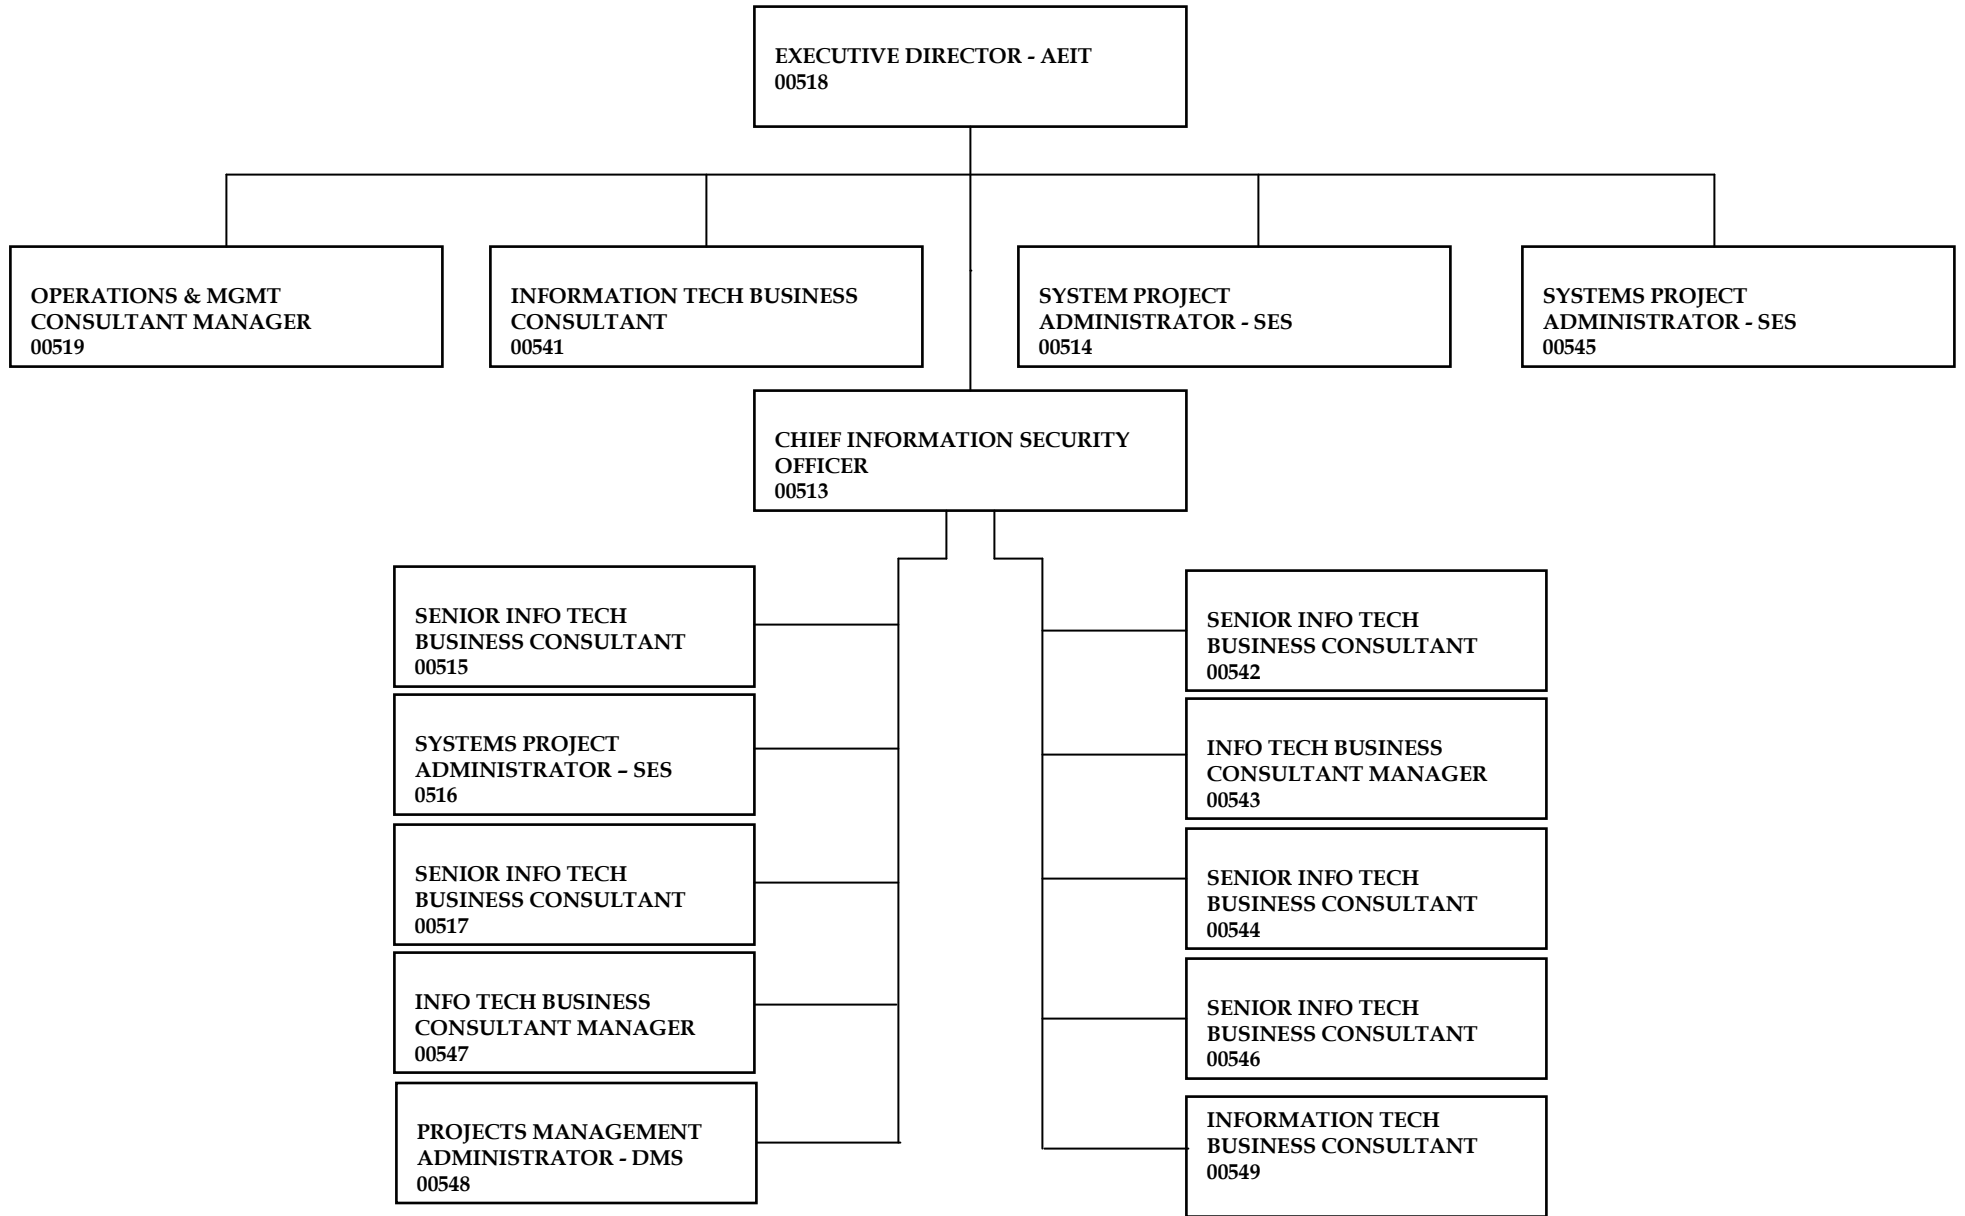 EXECUTIVE DIRECTOR - AEIT
00518
OPERATIONS & MGMT
CONSULTANT MANAGER
00519
INFORMATION TECH BUSINESS
CONSULTANT
00541
SYSTEM PROJECT
ADMINISTRATOR - SES
00514
SYSTEMS PROJECT
ADMINISTRATOR - SES
00545
CHIEF INFORMATION SECURITY
OFFICER
00513
SENIOR INFO TECH
BUSINESS CONSULTANT
00515
SYSTEMS PROJECT
ADMINISTRATOR – SES
0516
SENIOR INFO TECH
BUSINESS CONSULTANT
00517
INFO TECH BUSINESS
CONSULTANT MANAGER
00547
PROJECTS MANAGEMENT
ADMINISTRATOR - DMS
00548
SENIOR INFO TECH
BUSINESS CONSULTANT
00542
INFO TECH BUSINESS
CONSULTANT MANAGER
00543
SENIOR INFO TECH
BUSINESS CONSULTANT
00544
SENIOR INFO TECH
BUSINESS CONSULTANT
00546
INFORMATION TECH
BUSINESS CONSULTANT
00549